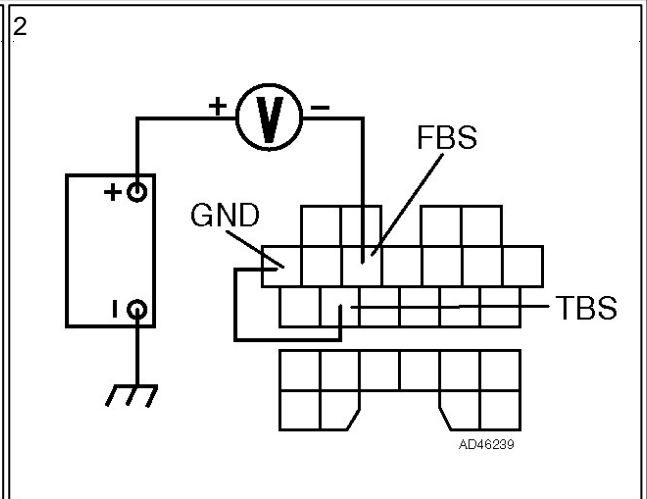 2
+ V −
FBS
+
GND
−
TBS
AD46239